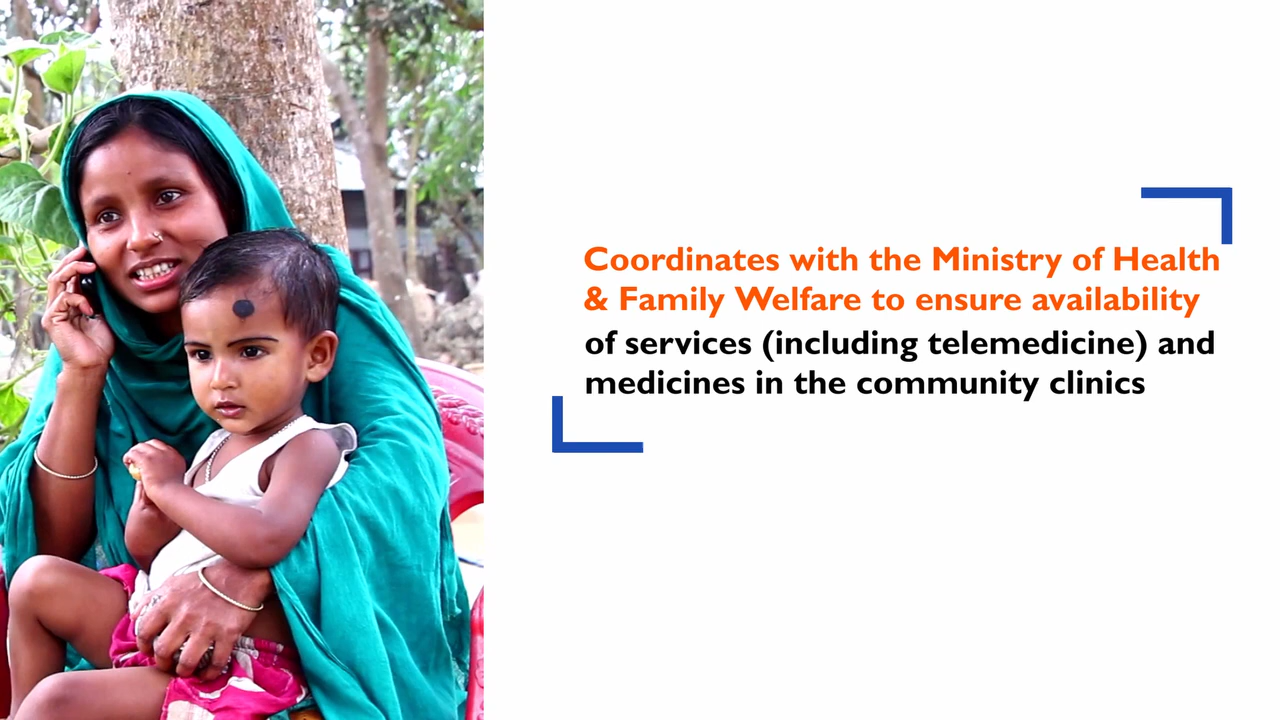 Coordinates with the Ministry of Health
& Family Welfare to ensure availability
of services (including telemedicine) and
medicines in the community clinics